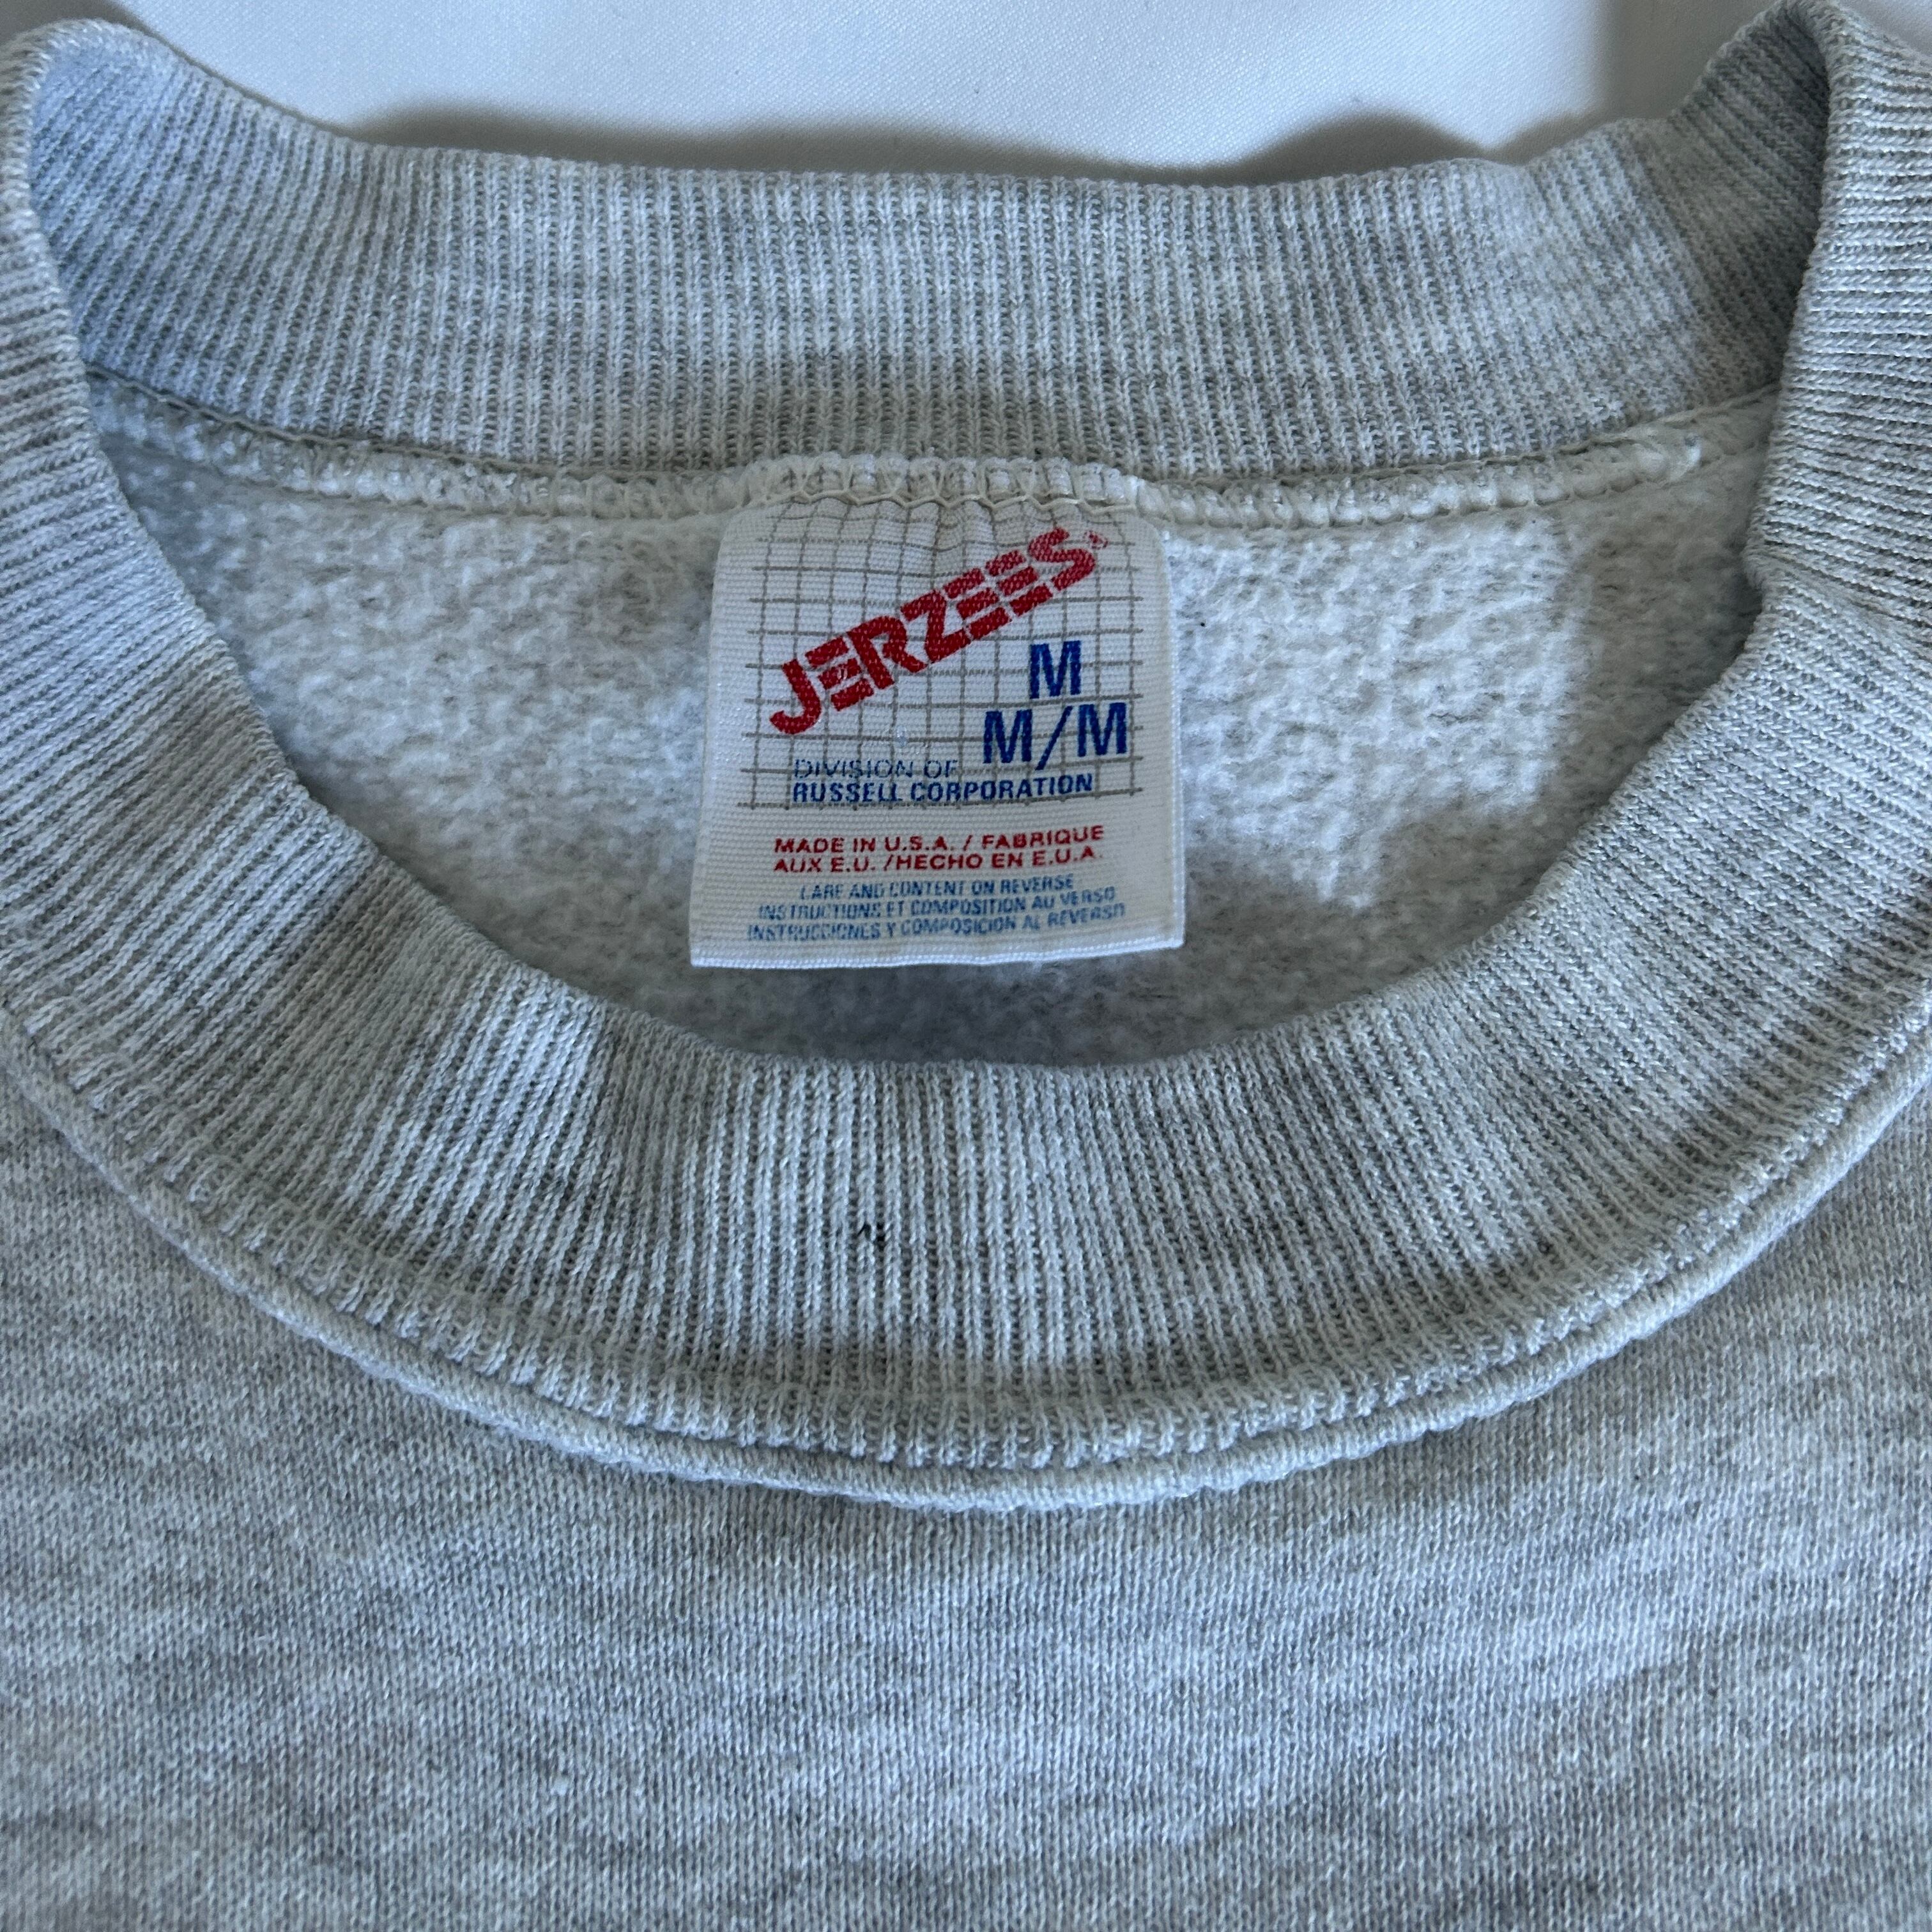 JERZEES
M
M/M
DIVISION OF
RUSSELL CORPORATION
MADE IN U.S.A. / FABRIQUE
AUX E.U. /HECHO EN E.U.A.
CARE AND CONTENT ON REVERSE
INSTRUCTIONS ET COMPOSITION AU VERSO
INSTRUCCIONES Y COMPOSICION AL REVERSO